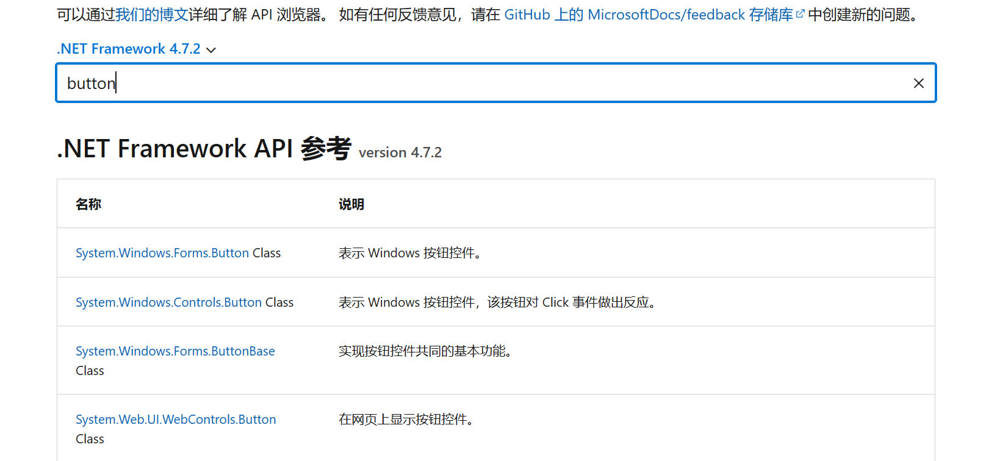 可以通过我们的博文详细了解 API 浏览器。 如有任何反馈意见，请在 GitHub 上的 MicrosoftDocs/feedback 存储库 中创建新的问题。
.NET Framework 4.7.2
button
.NET Framework API 参考 version 4.7.2
名称 说明
System.Windows.Forms.Button Class 表示 Windows 按钮控件。
System.Windows.Controls.Button Class 表示 Windows 按钮控件，该按钮对 Click 事件做出反应。
System.Windows.Forms.ButtonBase 实现按钮控件共同的基本功能。
Class
System.Web.UI.WebControls.Button 在网页上显示按钮控件。
Class